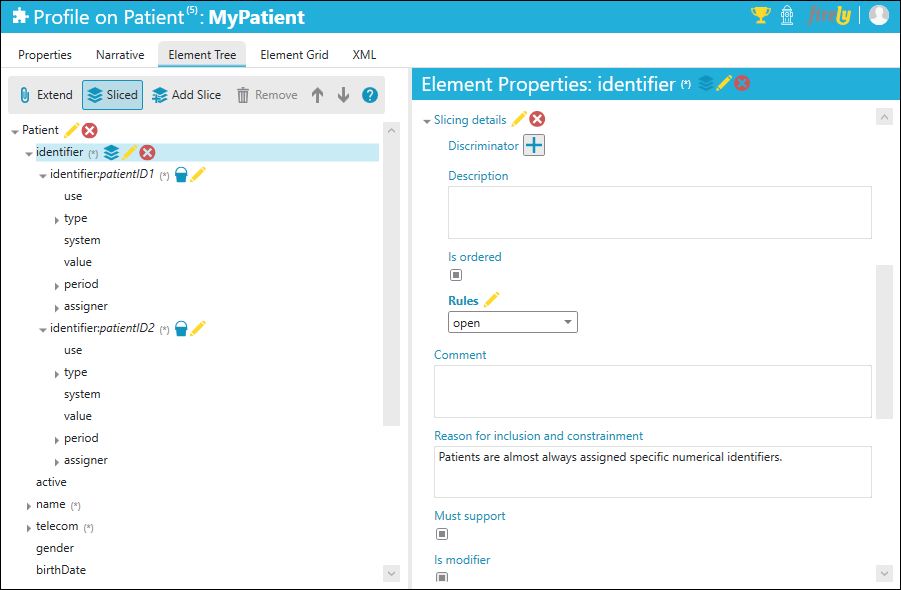 Profile on Patient(5): MyPatient
firely
Properties Narrative Element Tree Element Grid XML
Extend Sliced Add Slice Remove ?
Patient
identifier (*)
identifier:patientID1 (*)
use
type
system
value
period
assigner
identifier:patientID2 (*)
use
type
system
value
period
assigner
active
name (*)
telecom (*)
gender
birthDate
Element Properties: identifier (*)
Slicing details
Discriminator
Description
Is ordered
Rules
open
Comment
Reason for inclusion and constrainment
Patients are almost always assigned specific numerical identifiers.
Must support
Is modifier